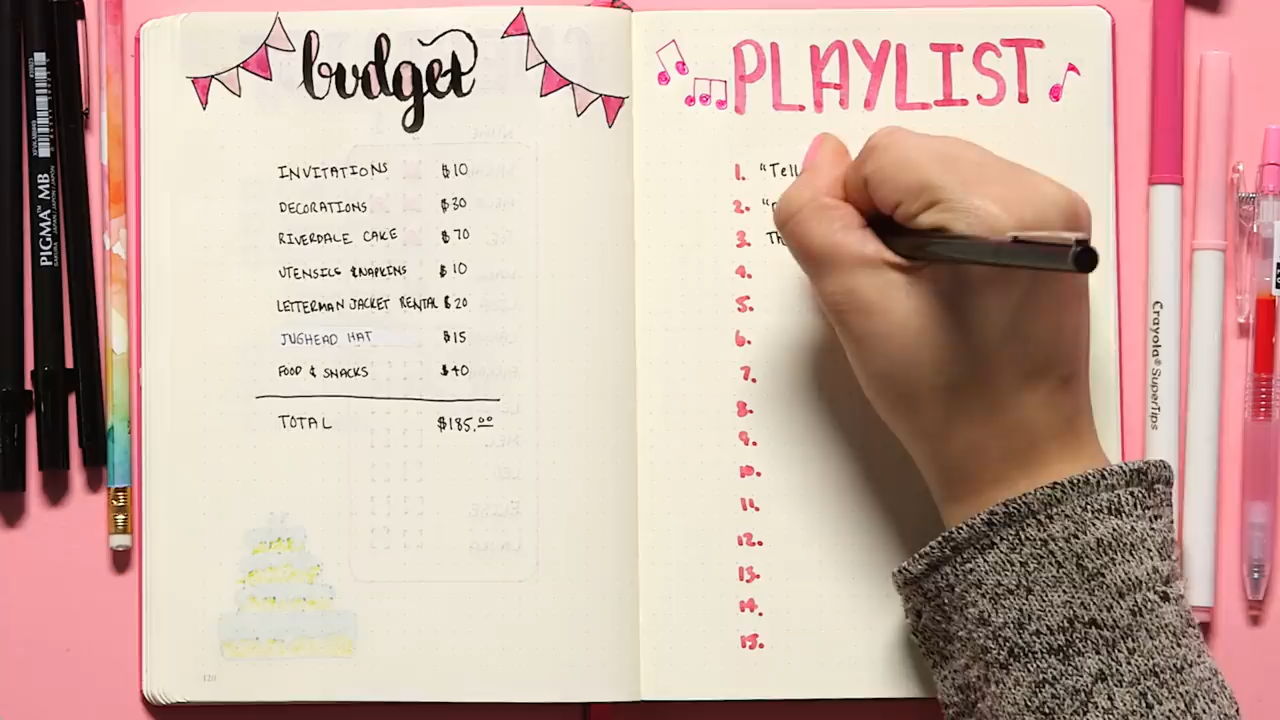 budget
INVITATIONS $10
DECORATIONS $30
RIVERDALE CAKE $70
UTENSILS & NAPKINS $10
LETTERMAN JACKET RENTAL $20
JUGHEAD HAT $15
FOOD & SNACKS $40
TOTAL $185.00
120
PLAYLIST
1. "Tell
2. "
3. Th
4.
5.
6.
7.
8.
9.
10.
11.
12.
13.
14.
15.
PIGMA™ MB
Crayola® SuperTips